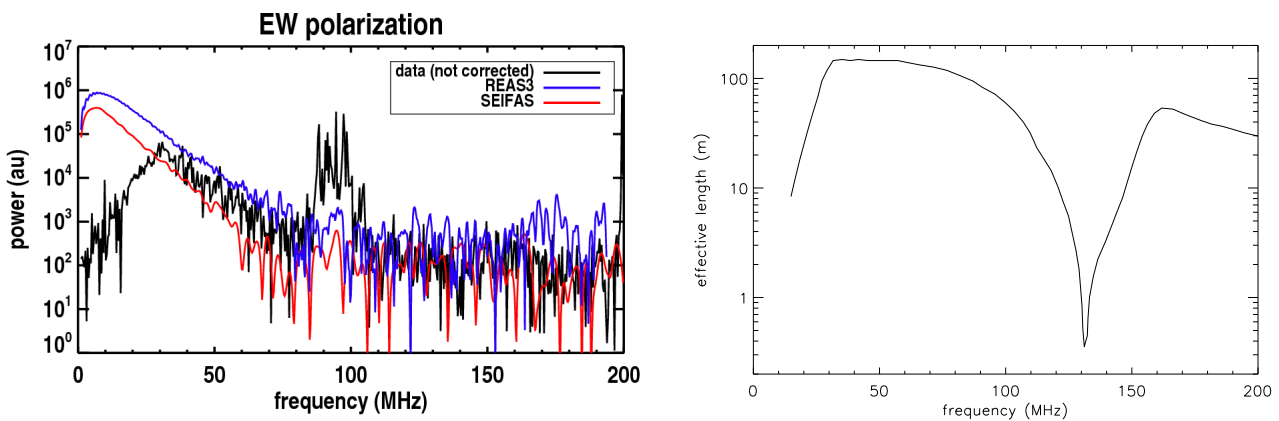 EW polarization
10^7
10^6
10^5
10^4
10^3
10^2
10^1
10^0
power (au)
data (not corrected)
REAS3
SEIFAS
0 50 100 150 200
frequency (MHz)
100
10
1
effective length (m)
0 50 100 150 200
frequency (MHz)